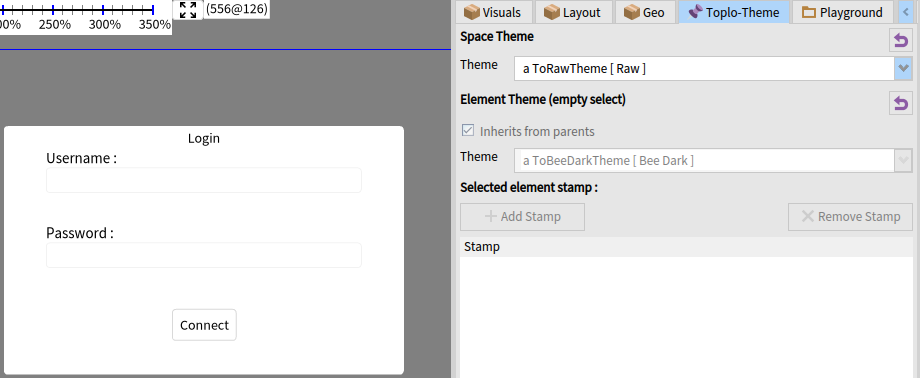 00% 250% 300% 350%
(556@126)
Login
Username :
Password :
Connect
Visuals Layout Geo Toplo-Theme Playground <
Space Theme
Theme a ToRawTheme [ Raw ]
Element Theme (empty select)
Inherits from parents
Theme a ToBeeDarkTheme [ Bee Dark ]
Selected element stamp :
Add Stamp Remove Stamp
Stamp